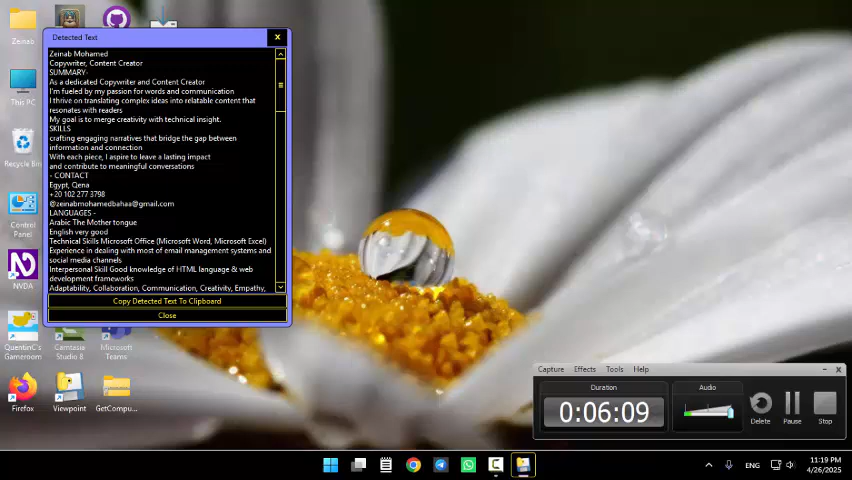 Zeinab
This PC
Recycle Bin
Control
Panel
NVDA
QuentinC's
Gameroom
Camtasia
Studio 8
Microsoft
Teams
Firefox
Viewpoint
GetCompu...
Detected Text
Zeinab Mohamed
Copywriter, Content Creator
SUMMARY-
As a dedicated Copywriter and Content Creator
I'm fueled by my passion for words and communication
I thrive on translating complex ideas into relatable content that
resonates with readers
My goal is to merge creativity with technical insight.
SKILLS
crafting engaging narratives that bridge the gap between
information and connection
With each piece, I aspire to leave a lasting impact
and contribute to meaningful conversations
- CONTACT
Egypt, Qena
+20 102 277 3798
@zeinabmohamedbahaa@gmail.com
LANGUAGES -
Arabic The Mother tongue
English very good
Technical Skills Microsoft Office (Microsoft Word, Microsoft Excel)
Experience in dealing with most of email management systems and
social media channels
Interpersonal Skill Good knowledge of HTML language & web
development frameworks
Adaptability, Collaboration, Communication, Creativity, Empathy,
Copy Detected Text To Clipboard
Close
Capture Effects Tools Help
Duration
0:06:09
Audio
Delete
Pause
Stop
ENG
11:19 PM
4/26/2025